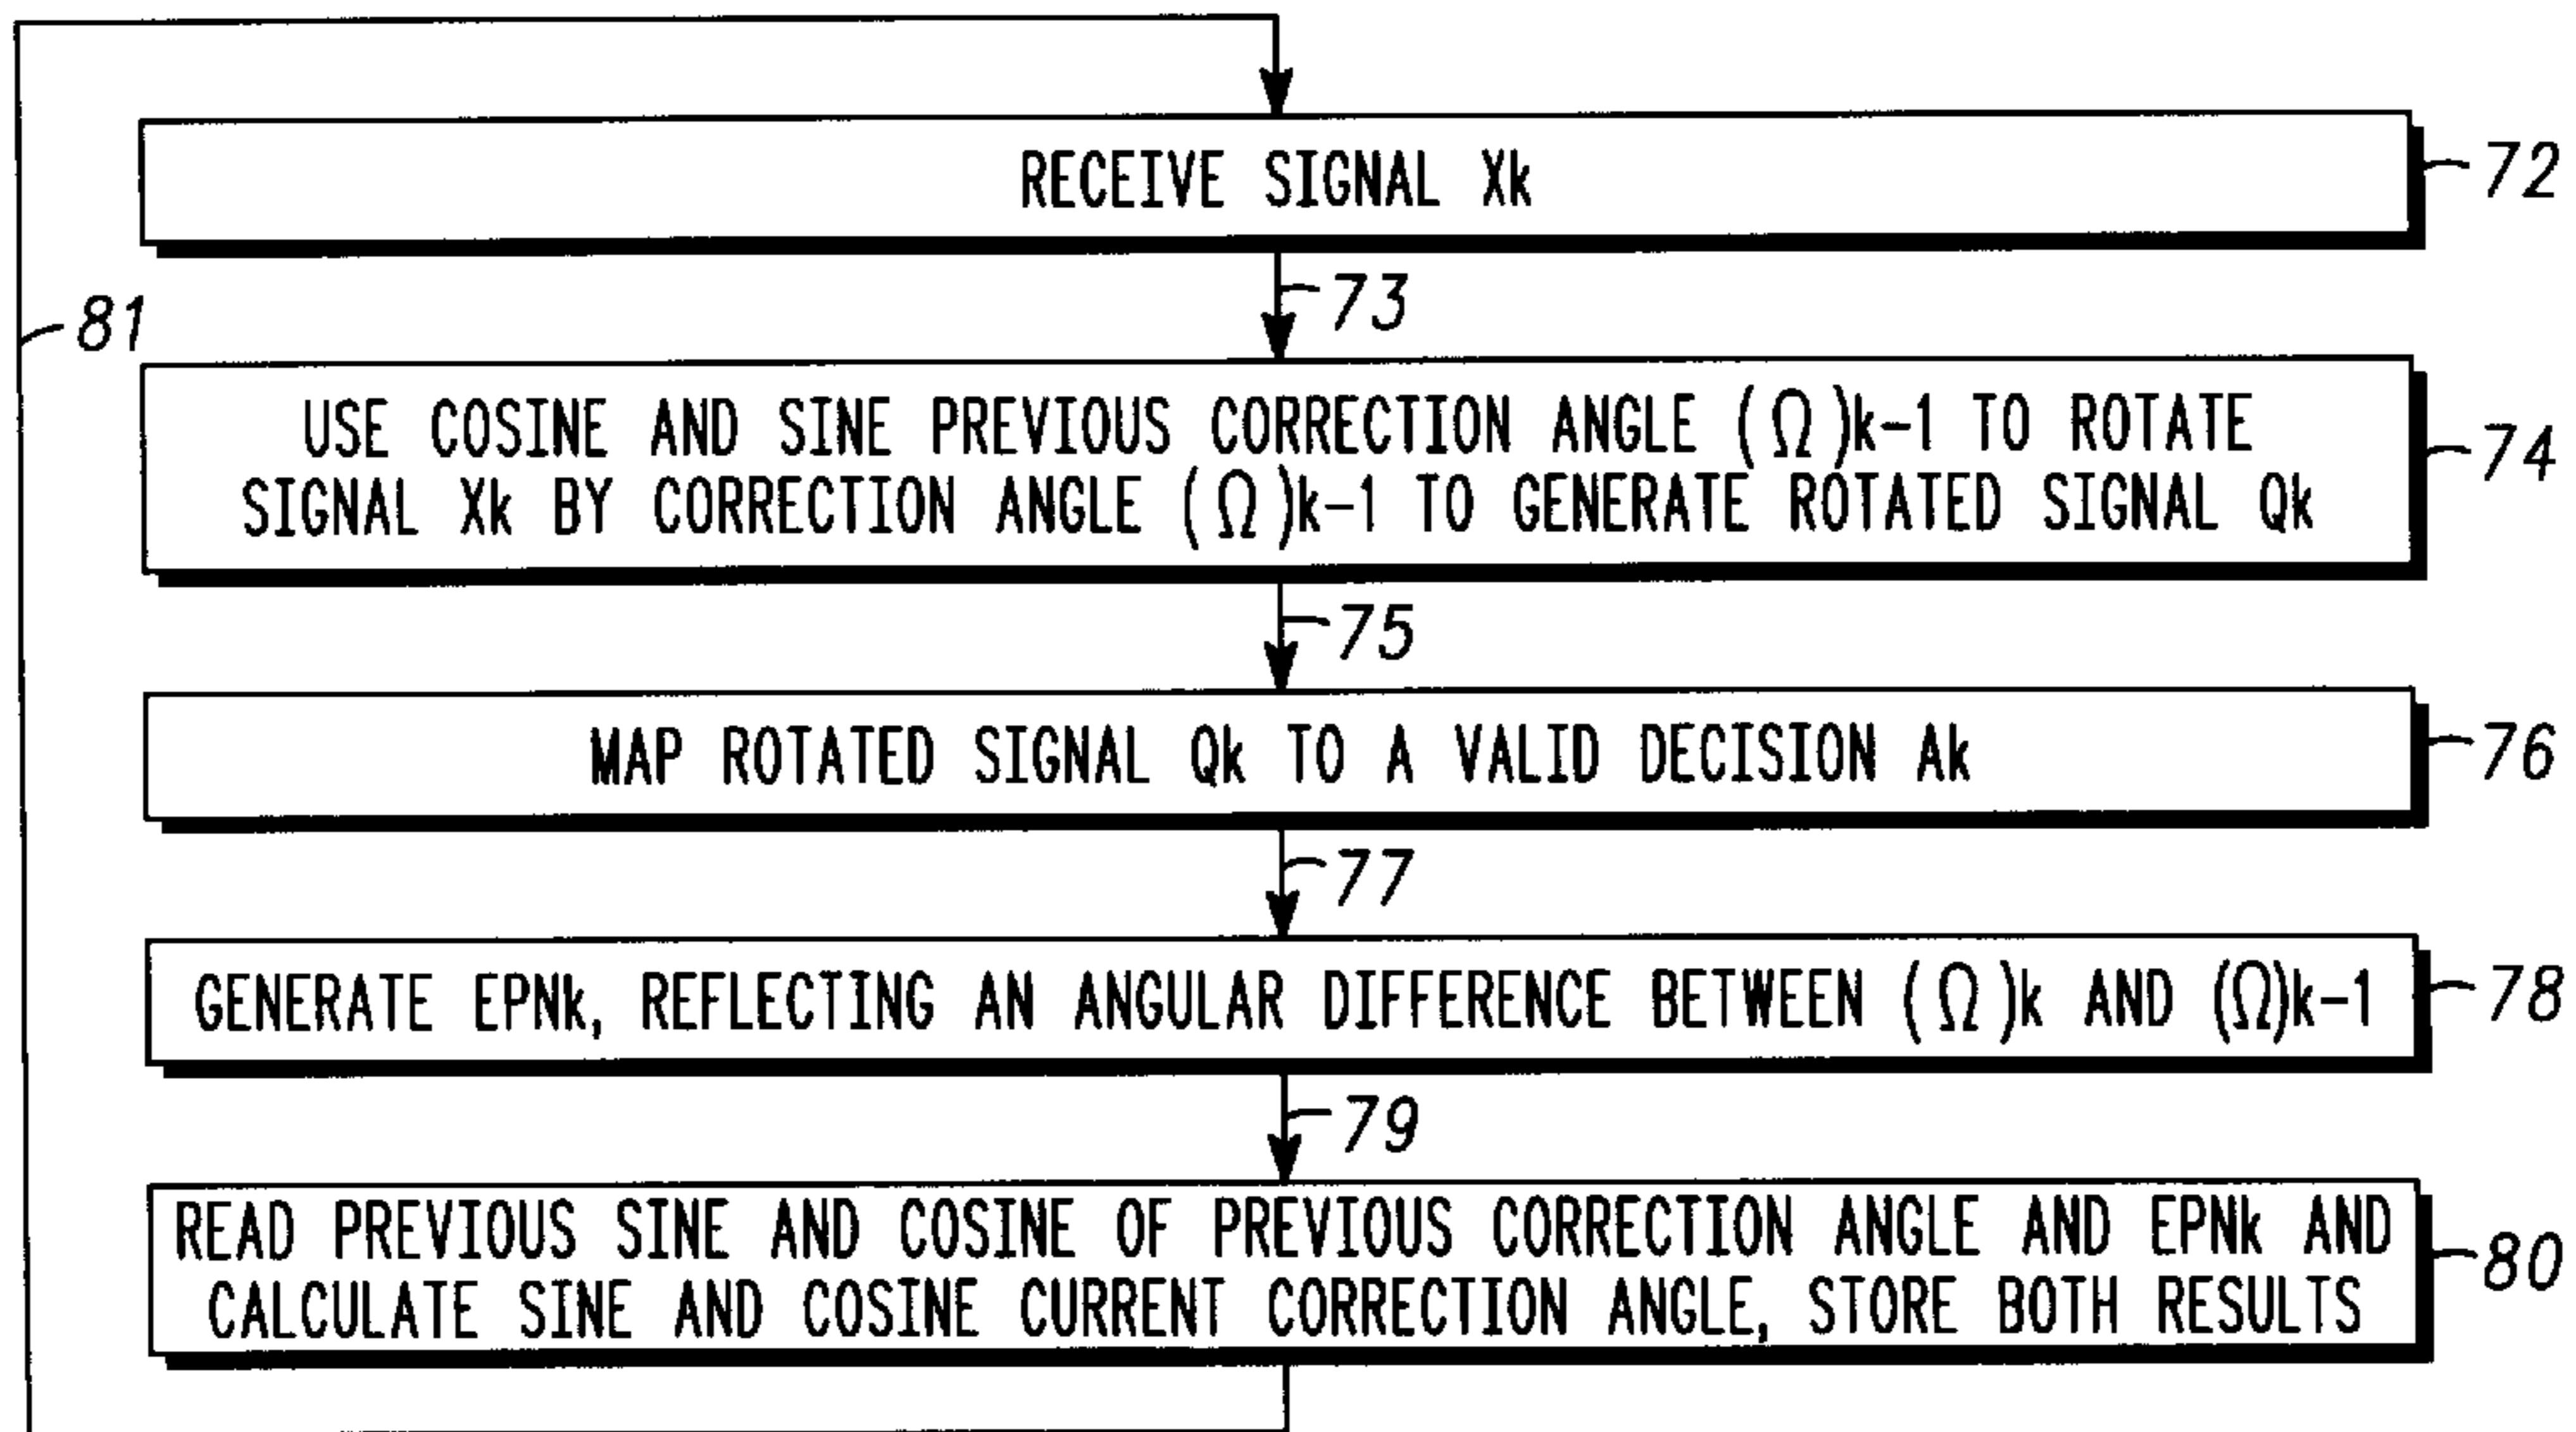 RECEIVE SIGNAL Xk
72
73
81
USE COSINE AND SINE PREVIOUS CORRECTION ANGLE (Ω)k-1 TO ROTATE
SIGNAL Xk BY CORRECTION ANGLE (Ω)k-1 TO GENERATE ROTATED SIGNAL Qk
74
75
MAP ROTATED SIGNAL Qk TO A VALID DECISION Ak
76
77
GENERATE EPNk, REFLECTING AN ANGULAR DIFFERENCE BETWEEN (Ω)k AND (Ω)k-1
78
79
READ PREVIOUS SINE AND COSINE OF PREVIOUS CORRECTION ANGLE AND EPNk AND
CALCULATE SINE AND COSINE CURRENT CORRECTION ANGLE, STORE BOTH RESULTS
80